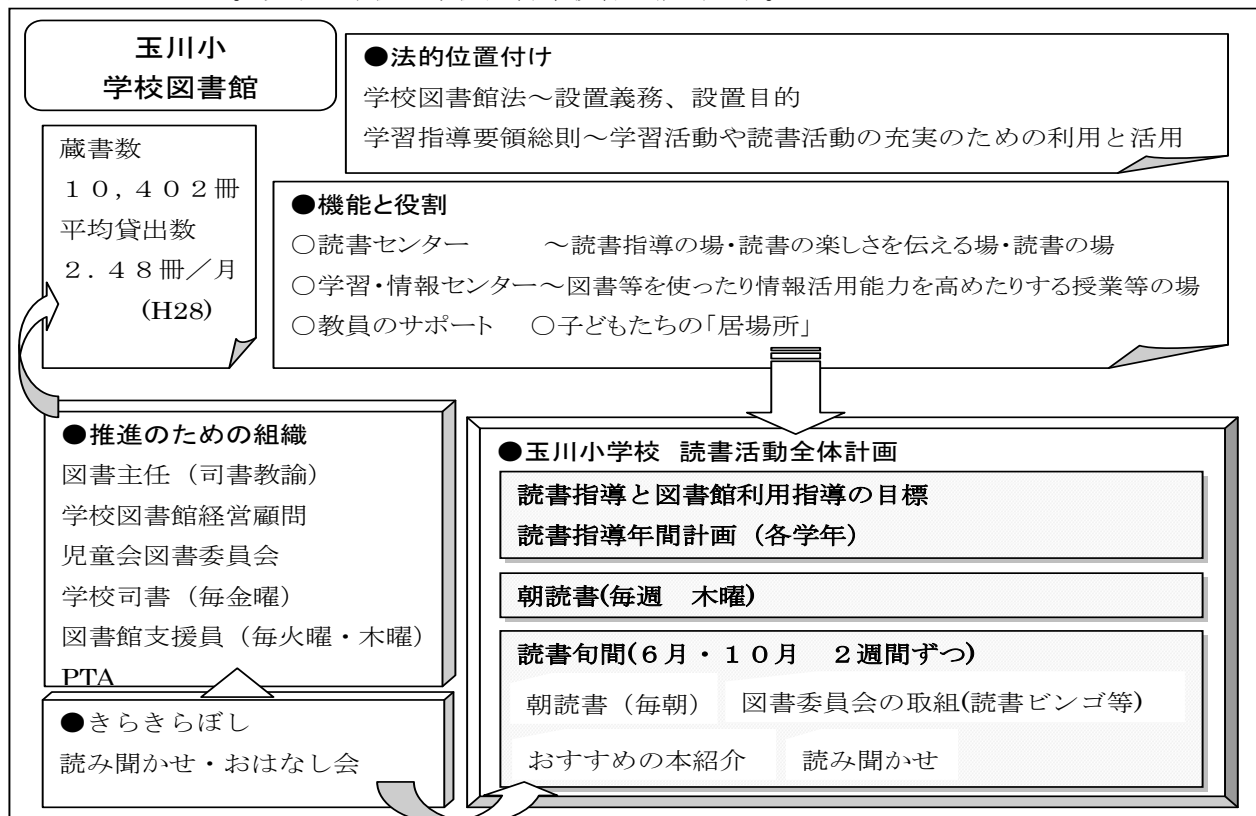 玉川小
学校図書館
●法的位置付け
学校図書館法~設置義務、設置目的
学習指導要領総則~学習活動や読書活動の充実のための利用と活用
蔵書数
10,402冊
平均貸出数
2.48冊/月
(H28)
●機能と役割
○読書センター ~読書指導の場・読書の楽しさを伝える場・読書の場
○学習・情報センター~図書等を使ったり情報活用能力を高めたりする授業等の場
○教員のサポート ○子どもたちの「居場所」
●推進のための組織
図書主任(司書教諭)
学校図書館経営顧問
児童会図書委員会
学校司書(毎金曜)
図書館支援員(毎火曜・木曜)
PTA
●きらきらぼし
読み聞かせ・おはなし会
●玉川小学校 読書活動全体計画
読書指導と図書館利用指導の目標
読書指導年間計画(各学年)
朝読書(毎週 木曜)
読書旬間(6月・10月 2週間ずつ)
朝読書(毎朝) 図書委員会の取組(読書ビンゴ等)
おすすめの本紹介 読み聞かせ